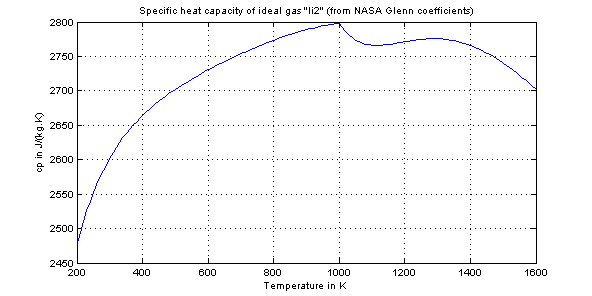 Specific heat capacity of ideal gas "li2" (from NASA Glenn coefficients)
2800
2750
2700
2650
2600
2550
2500
2450
cp in J/(kg.K)
200 400 600 800 1000 1200 1400 1600
Temperature in K